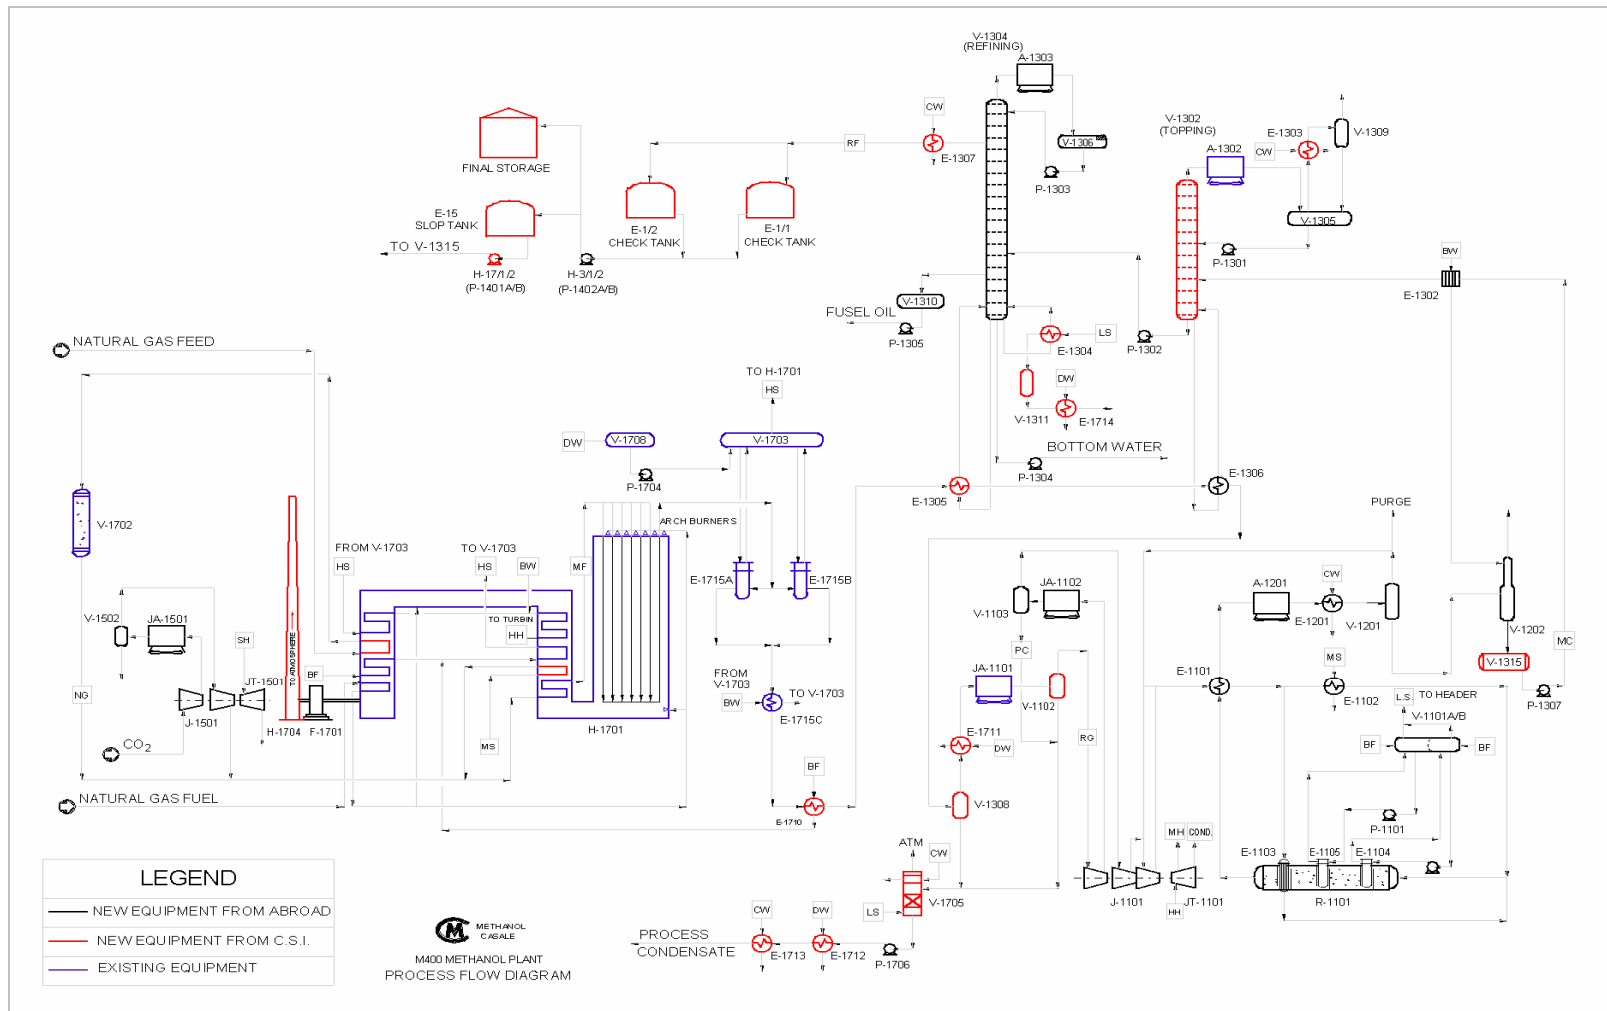 V-1304
(REFINING)
A-1303
CW
V-1302
(TOPPING)
E-1303
V-1309
RF
E-1307
V-1306
P-1303
A-1302
CW
FINAL STORAGE
V-1305
E-15
SLOP TANK
E-1/2
CHECK TANK
E-1/1
CHECK TANK
P-1301
BW
TO V-1315
H-17/1/2
(P-1401A/B)
H-3/1/2
(P-1402A/B)
E-1302
V-1310
FUSEL OIL
P-1305
LS
E-1304
P-1302
NATURAL GAS FEED
TO H-1701
HS
DW
V-1311
E-1714
DW
V-1708
V-1703
BOTTOM WATER
P-1304
E-1306
P-1704
E-1305
PURGE
V-1702
ARCH BURNERS
FROM V-1703
HS
TO V-1703
HS
BW
MF
E-1715A
E-1715B
JA-1102
V-1103
A-1201
CW
E-1201
V-1201
V-1202
V-1502
JA-1501
SH
TO TURBIN
HH
PC
MC
TO ATMOSPHERE
BF
JT-1501
JA-1101
V-1102
E-1101
MS
E-1102
V-1315
P-1307
NG
J-1501
H-1704
F-1701
H-1701
FROM
V-1703
BW
TO V-1703
E-1715C
LS
TO HEADER
V-1101A/B
BF
BF
CO2
MS
E-1711
DW
RG
BF
NATURAL GAS FUEL
E-1710
V-1308
P-1101
MH
COND.
ATM
CW
E-1103
E-1105
E-1104
LEGEND
NEW EQUIPMENT FROM ABROAD
NEW EQUIPMENT FROM C.S.I.
EXISTING EQUIPMENT
V-1705
LS
J-1101
JT-1101
HH
R-1101
CW
DW
METHANOL
CASALE
M400 METHANOL PLANT
PROCESS FLOW DIAGRAM
PROCESS
CONDENSATE
E-1713
E-1712
P-1706